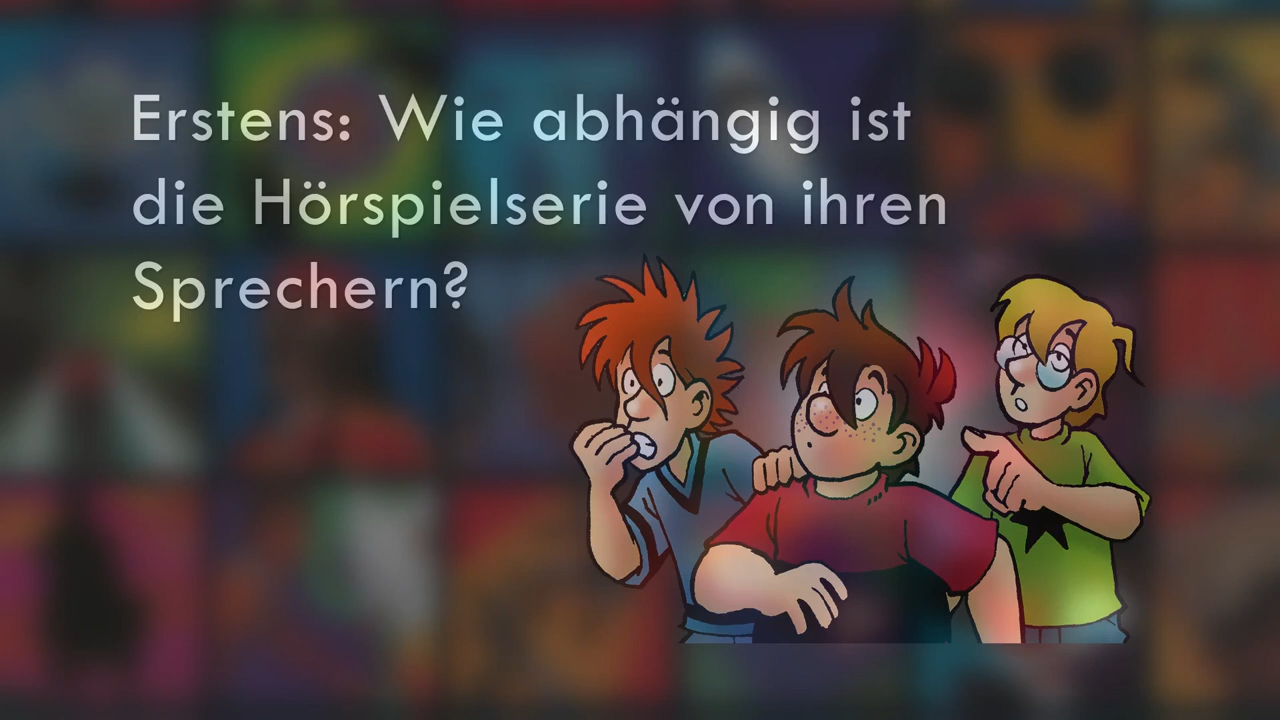 Erstens: Wie abhängig ist
die Hörspielserie von ihren
Sprechern?